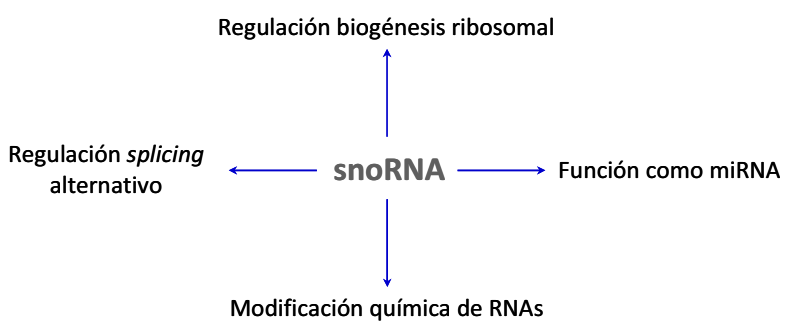 Regulación biogénesis ribosomal
Regulación splicing
alternativo
snoRNA
Función como miRNA
Modificación química de RNAs